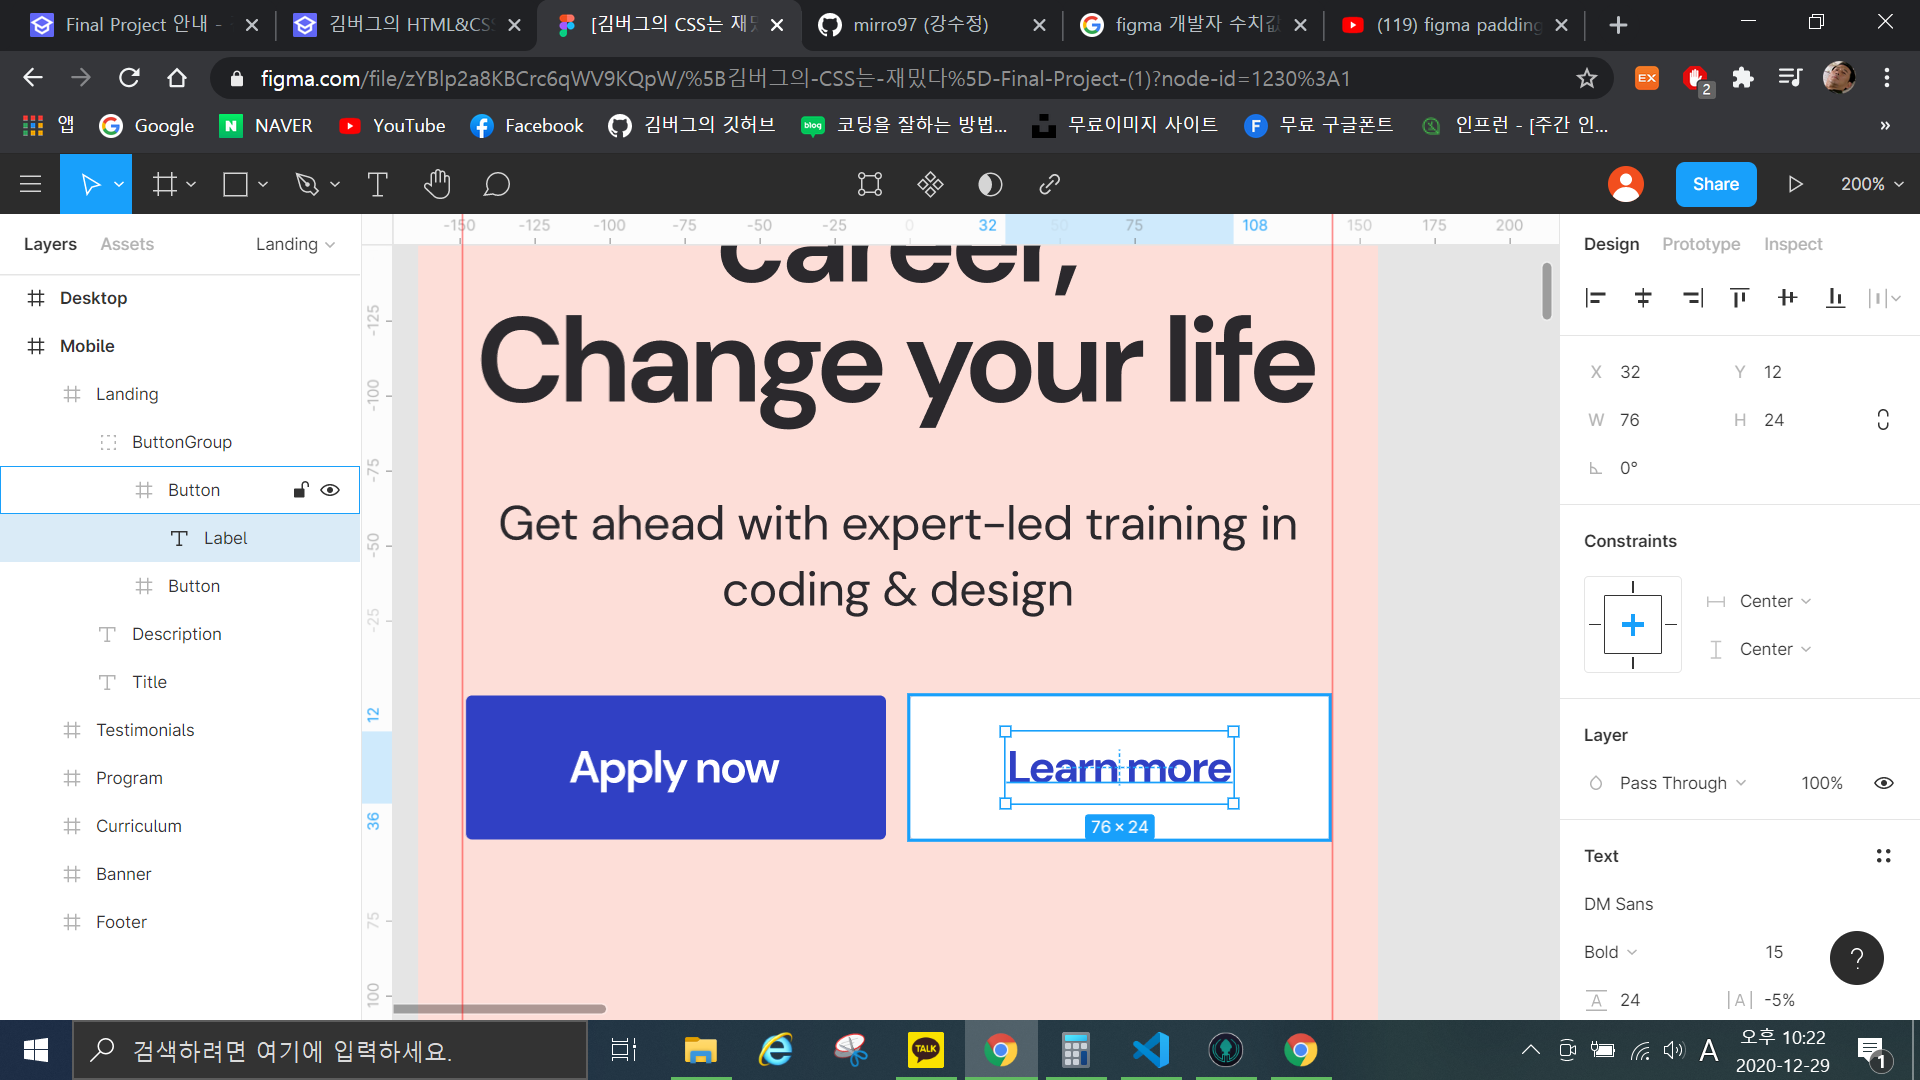 Final Project 안내 -
김버그의 HTML&CS
[김버그의 CSS는 재밌
mirro97 (강수정)
figma 개발자 수치값
(119) figma padding
figma.com/file/zYBlp2a8KBCrc6qWV9KQpW/%5B김버그의-CSS는-재밌다%5D-Final-Project-(1)?node-id=1230%3A1
EX
2
앱
Google
NAVER
YouTube
Facebook
김버그의 깃허브
코딩을 잘하는 방법...
무료이미지 사이트
무료 구글폰트
인프런 - [주간 인...
»
Share
200%
Layers
Assets
Landing
Desktop
Mobile
Landing
ButtonGroup
Button
Label
Button
Description
Title
Testimonials
Program
Curriculum
Banner
Footer
-150
-125
-100
-75
-50
-25
0
32
50
75
108
150
175
200
-125
-100
-75
-50
-25
12
36
75
100
career,
Change your life
Get ahead with expert-led training in
coding & design
Apply now
Learn more
76 × 24
Design
Prototype
Inspect
X 32
Y 12
W 76
H 24
0°
Constraints
Center
Center
Layer
Pass Through
100%
Text
DM Sans
Bold
15
?
24
-5%
검색하려면 여기에 입력하세요.
TALK
A
오후 10:22
2020-12-29
1